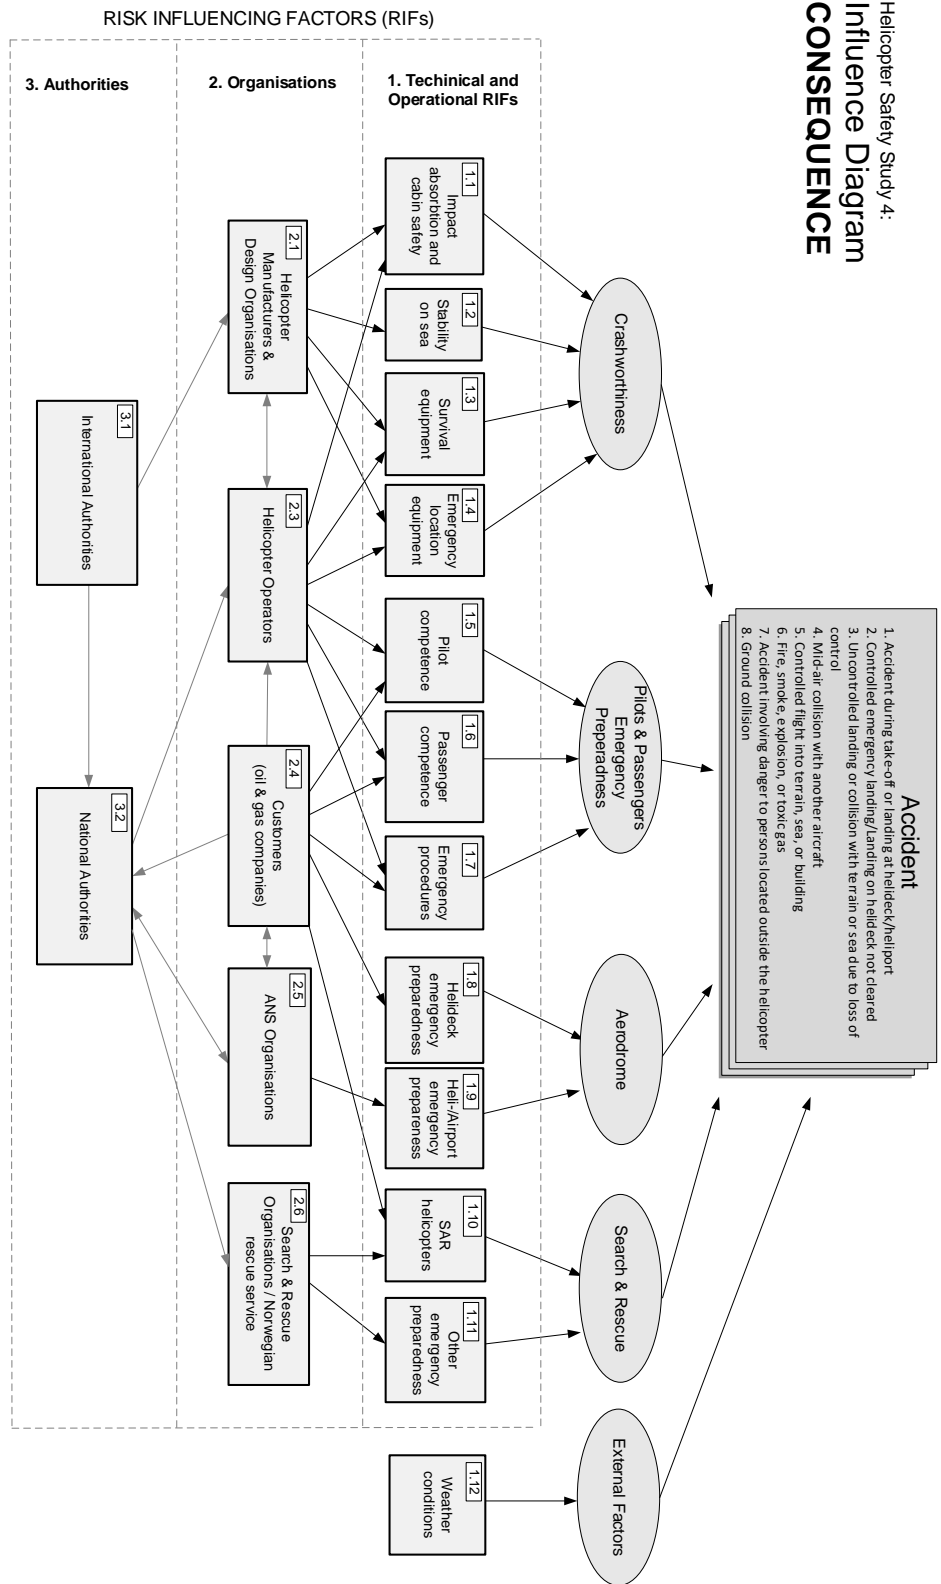 Helicopter Safety Study 4:
Influence Diagram
CONSEQUENCE
Accident
1. Accident during take-off or landing at helideck/heliport
2. Controlled emergency landing/Landing on helideck not cleared
3. Uncontrolled landing or collision with terrain or sea due to loss of
control
4. Mid-air collision with another aircraft
5. Controlled flight into terrain, sea, or building
6. Fire, smoke, explosion, or toxic gas
7. Accident involving danger to persons located outside the helicopter
8. Ground collision
Crashworthiness
Pilots & Passengers
Emergency
Preperadness
Aerodrome
Search & Rescue
External Factors
RISK INFLUENCING FACTORS (RIFs)
1. Techinical and
Operational RIFs
1.1
Impact
absorbtion and
cabin safety
1.2
Stability
on sea
1.3
Survival
equipment
1.4
Emergency
location
equipment
1.5
Pilot
competence
1.6
Passenger
competence
1.7
Emergency
procedures
1.8
Helideck
emergency
preparedness
1.9
Heli-/Airport
emergency
prepareness
1.10
SAR
helicopters
1.11
Other
emergency
preparedness
1.12
Weather
conditions
2. Organisations
2.1
Helicopter
Manufacturers &
Design Organisations
2.3
Helicopter Operators
2.4
Customers
(oil & gas companies)
2.5
ANS Organisations
2.6
Search & Rescue
Organisations / Norwegian
rescue service
3. Authorities
3.1
International Authorities
3.2
National Authorities